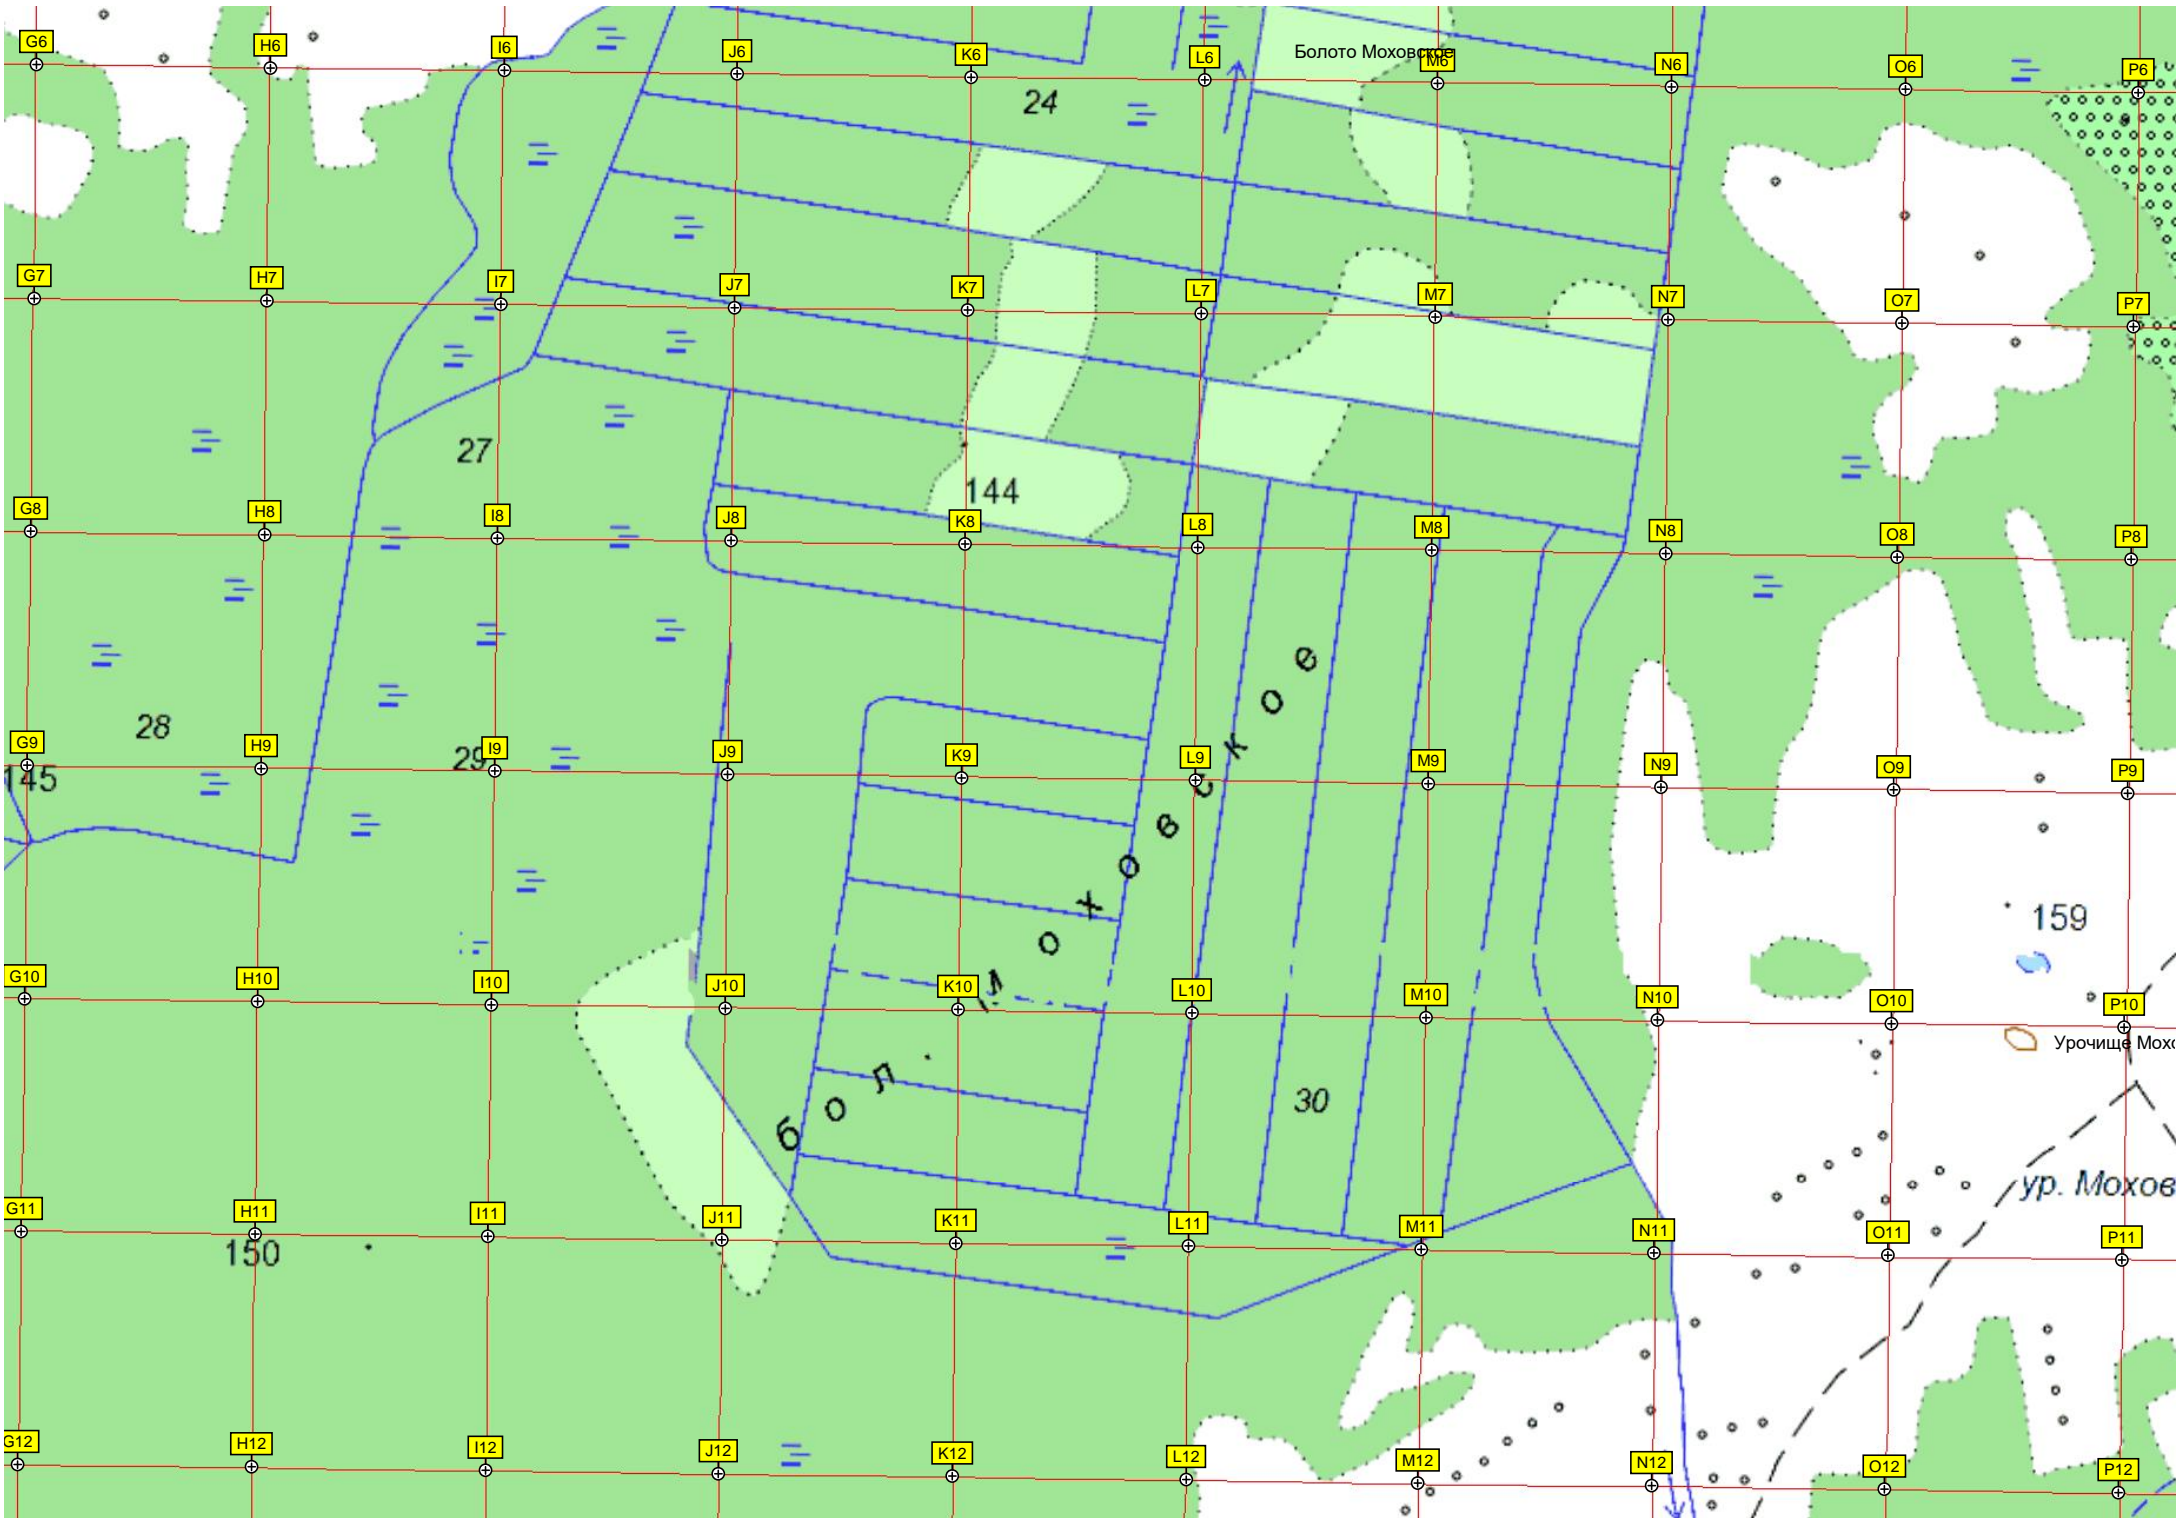 G6 H6 I6 J6 K6 L6 Болото Моховское M6 N6 O6 P6
24
G7 H7 I7 J7 K7 L7 M7 N7 O7 P7
27
144
G8 H8 I8 J8 K8 L8 M8 N8 O8 P8
28
29
145
G9 H9 I9 J9 K9 L9 M9 N9 O9 P9
159
G10 H10 I10 J10 K10 L10 M10 N10 O10 P10
Урочище Мохо
бол. Моховское
30
ур. Мохов
G11 H11 I11 J11 K11 L11 M11 N11 O11 P11
150
G12 H12 I12 J12 K12 L12 M12 N12 O12 P12